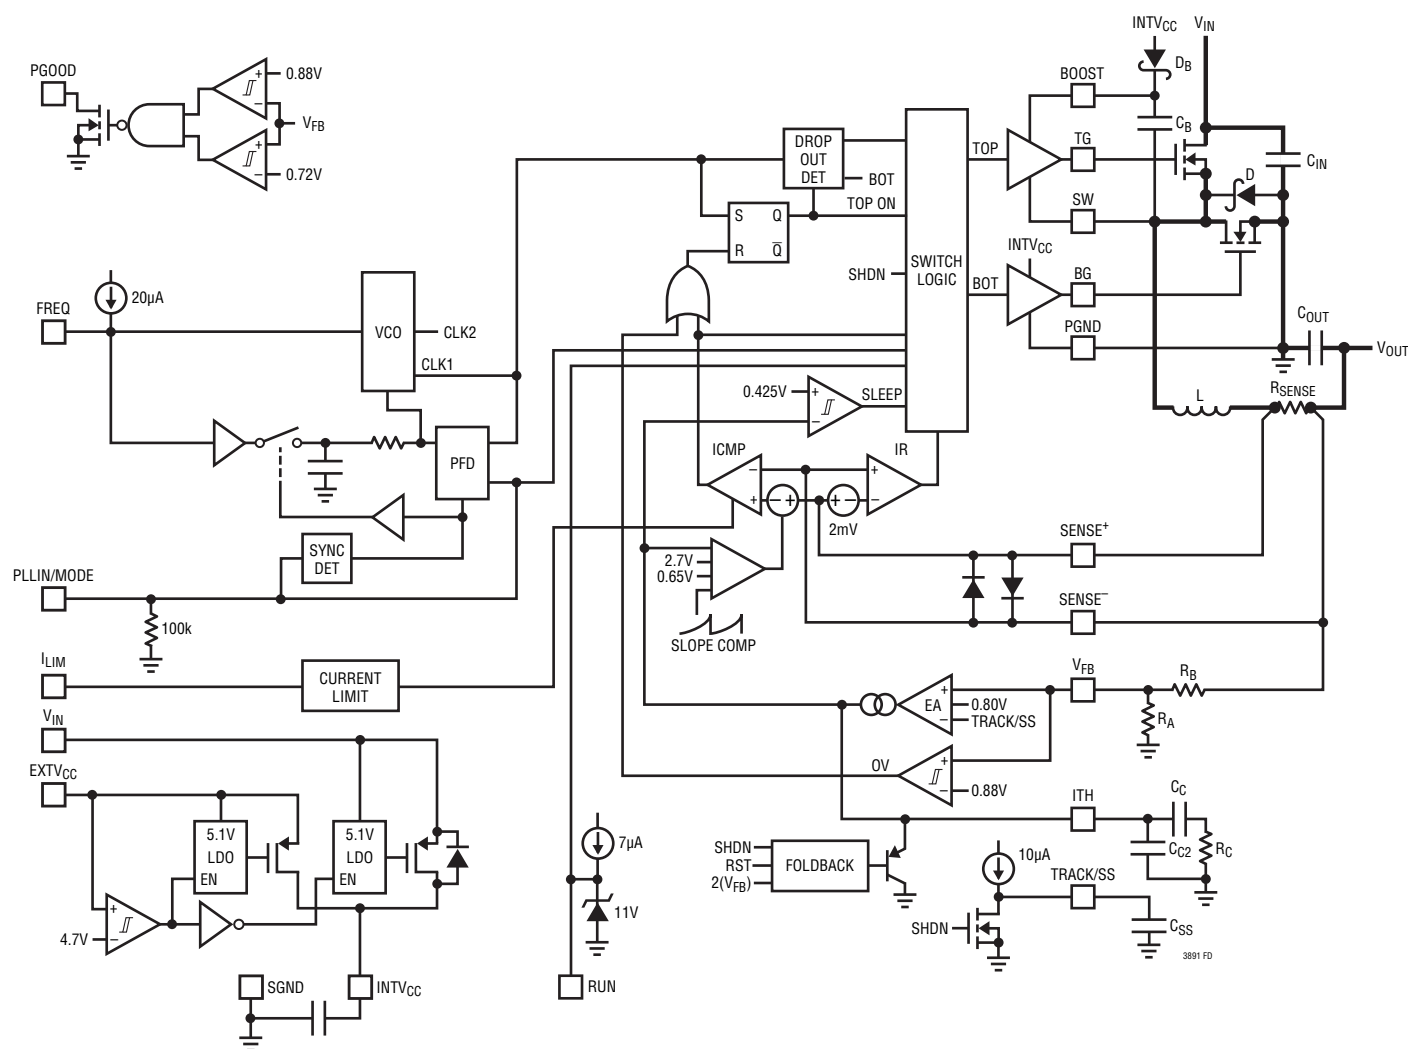 INTVCC
VIN
PGOOD
+
0.88V
−
VFB
+
0.72V
−
BOOST
DB
CB
DROP
OUT
DET
BOT
TOP ON
TOP
TG
CIN
D
S
Q
R
Q̅
SW
SWITCH
LOGIC
SHDN
INTVCC
BOT
BG
PGND
COUT
VOUT
20µA
FREQ
VCO
CLK2
CLK1
0.425V
+
−
SLEEP
L
RSENSE
PFD
ICMP
−
+
− +
+ −
2mV
IR
+
−
SYNC
DET
PLLIN/MODE
100k
2.7V
0.65V
SLOPE COMP
SENSE+
SENSE−
ILIM
CURRENT
LIMIT
VFB
RB
RA
EA
+
0.80V
−
TRACK/SS
OV
+
−
0.88V
VIN
EXTVCC
5.1V
LDO
EN
5.1V
LDO
EN
+
4.7V
−
7µA
11V
SHDN
RST
2(VFB)
FOLDBACK
ITH
CC
CC2
RC
10µA
TRACK/SS
SHDN
CSS
3891 FD
SGND
INTVCC
RUN